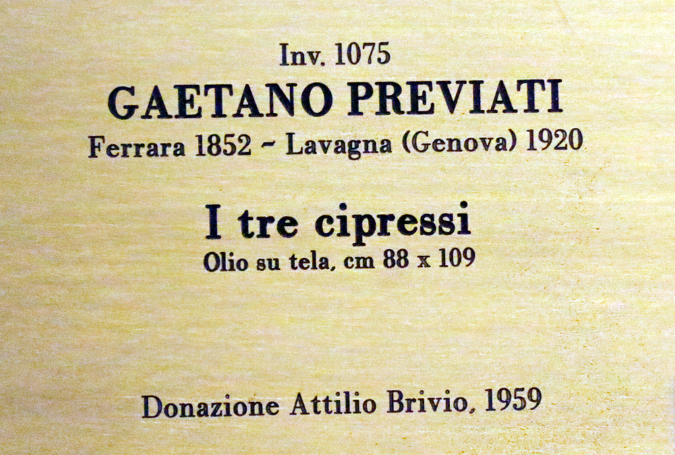 Inv. 1075
GAETANO PREVIATI
Ferrara 1852 ~ Lavagna (Genova) 1920
I tre cipressi
Olio su tela, cm 88 x 109
Donazione Attilio Brivio, 1959